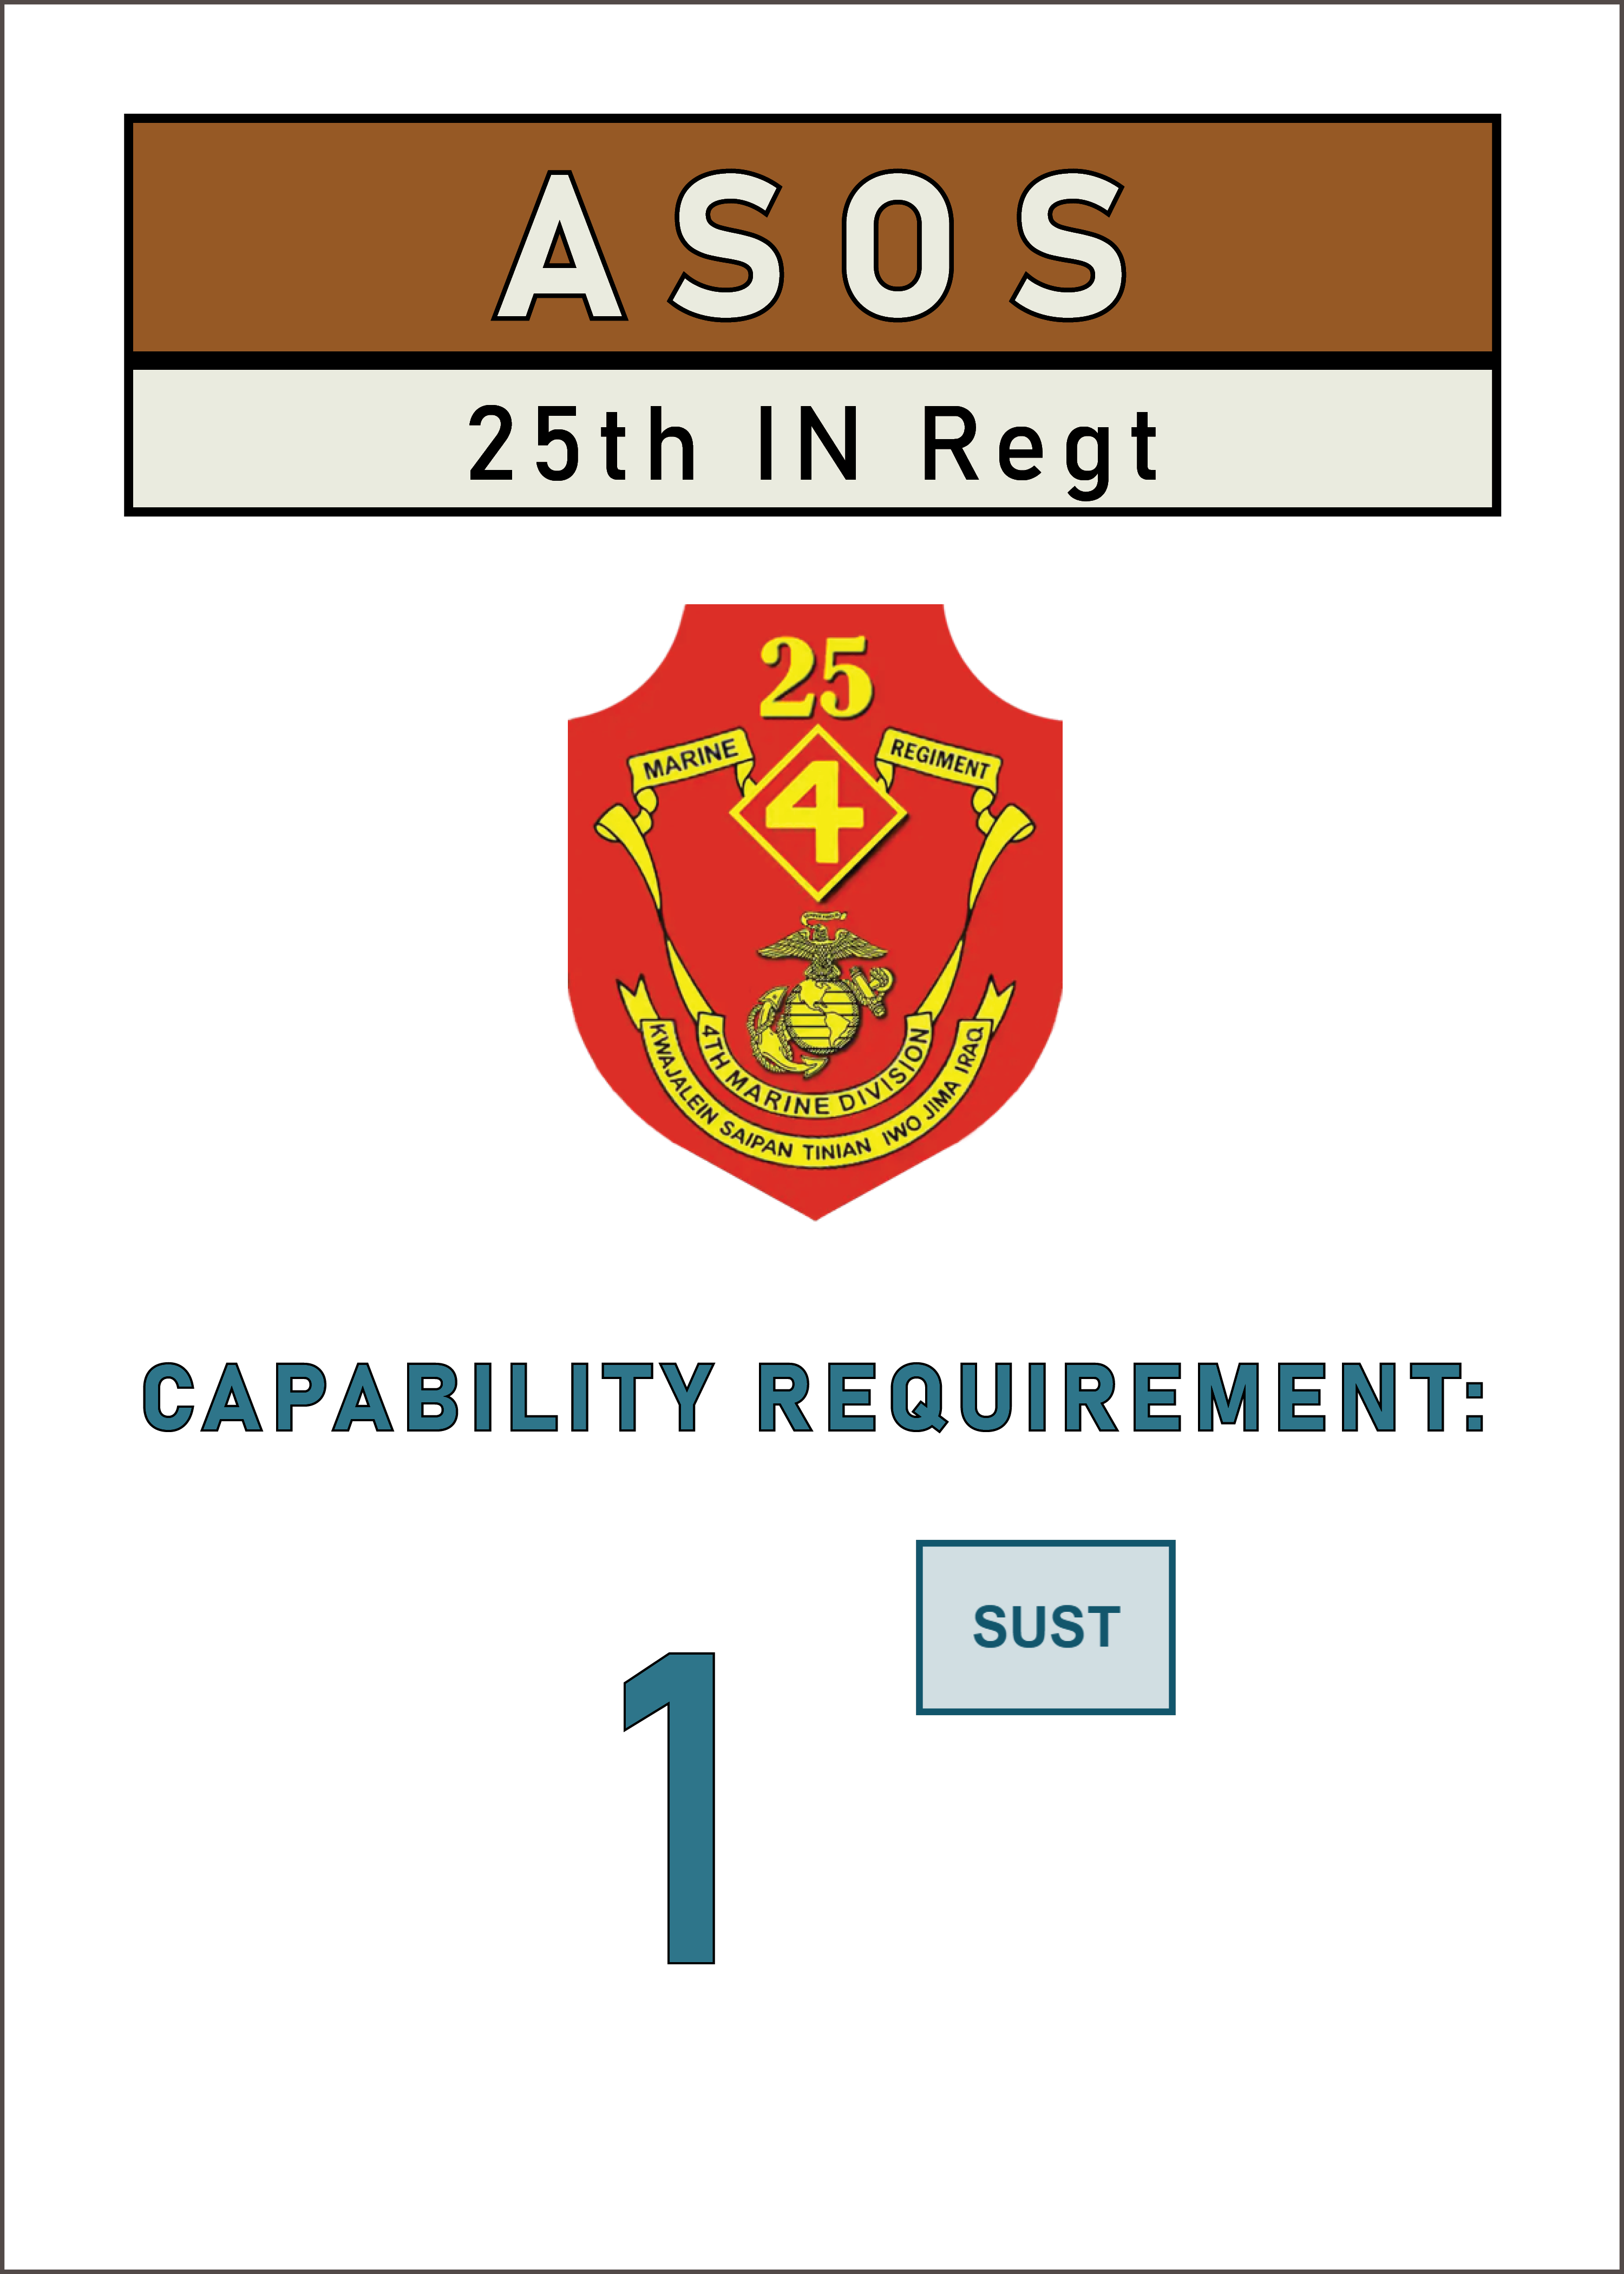 ASOS
25th IN Regt
25
MARINE REGIMENT
4
4TH MARINE DIVISION
KWAJALEIN SAIPAN TINIAN IWO JIMA IRAQ
CAPABILITY REQUIREMENT:
SUST
1